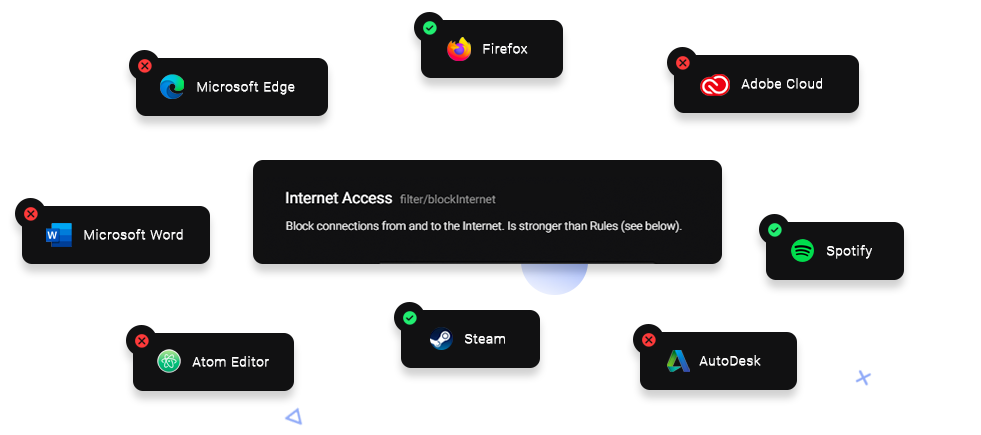 Firefox
Microsoft Edge
Adobe Cloud
Internet Access filter/blockInternet
Block connections from and to the Internet. Is stronger than Rules (see below).
W Microsoft Word
Spotify
Steam
Atom Editor
AutoDesk